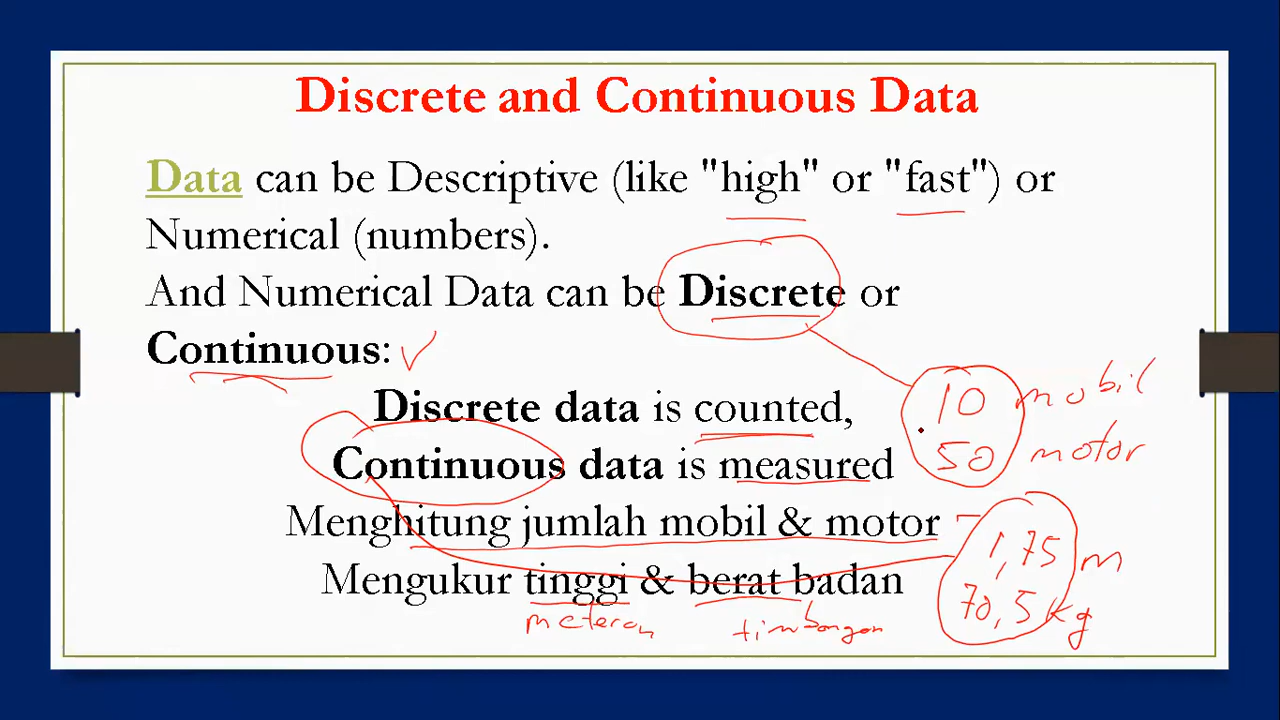 Discrete and Continuous Data
Data can be Descriptive (like "high" or "fast") or
Numerical (numbers).
And Numerical Data can be Discrete or
Continuous:
Discrete data is counted,
Continuous data is measured
Menghitung jumlah mobil & motor
Mengukur tinggi & berat badan
10 mobil
50 motor
1,75 m
70,5 kg
meteran
timbangan